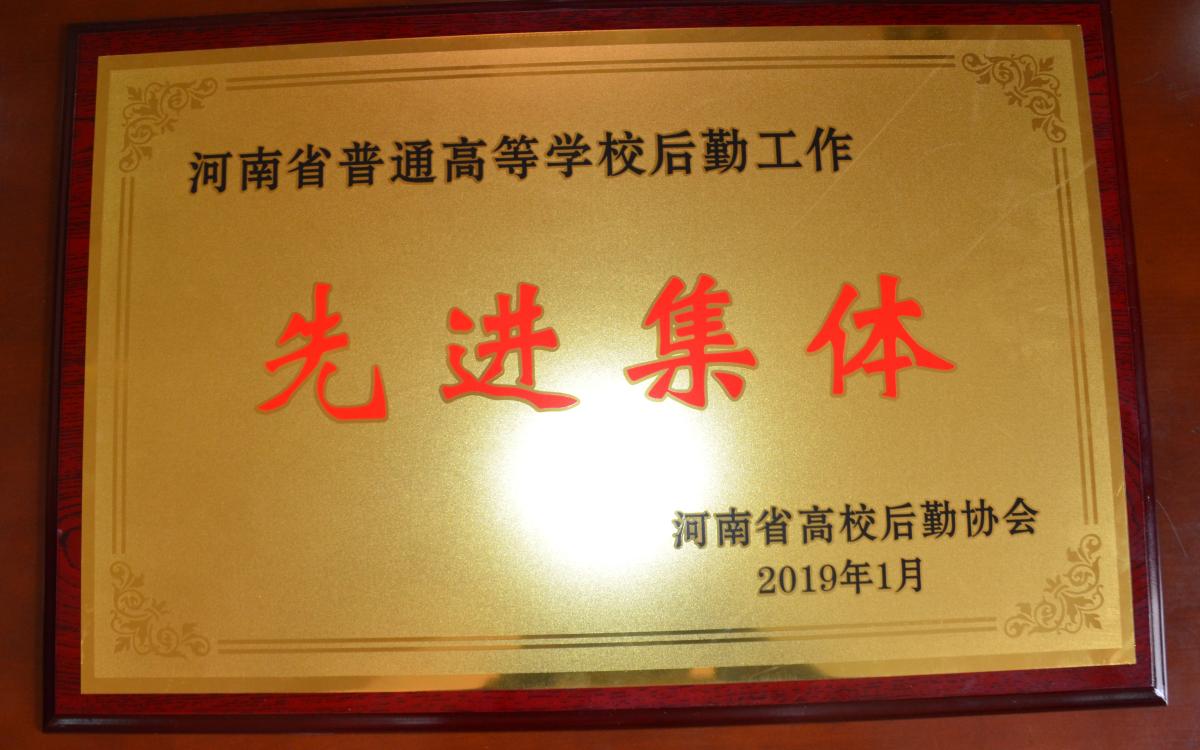 河南省普通高等学校后勤工作
先进集体
河南省高校后勤协会
2019年1月